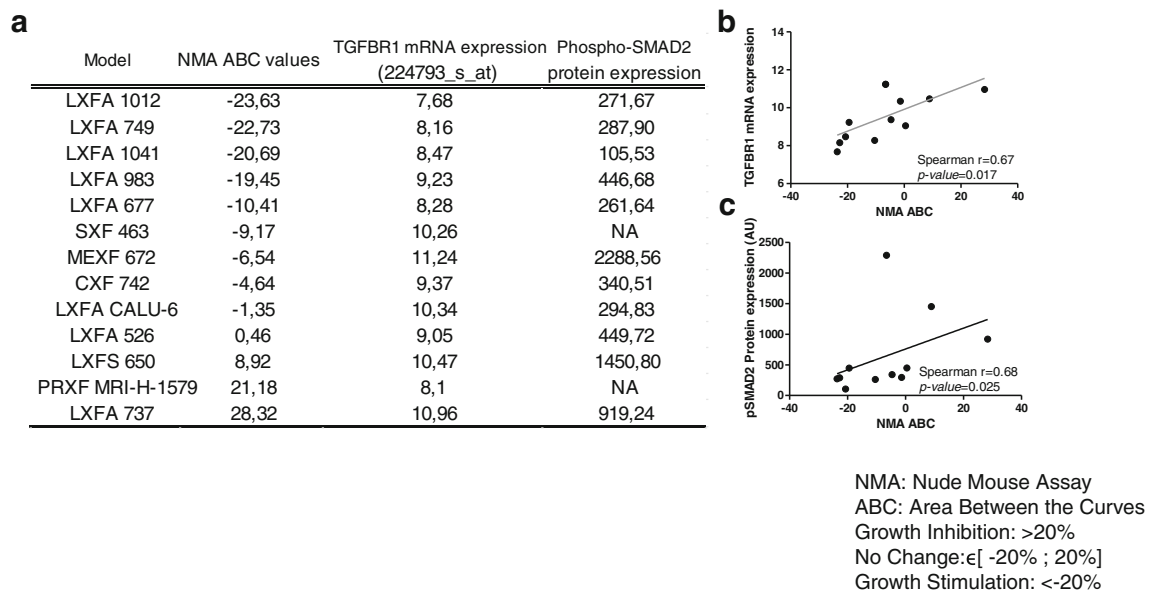 a
Model NMA ABC values TGFBR1 mRNA expression (224793_s_at) Phospho-SMAD2 protein expression
LXFA 1012 -23,63 7,68 271,67
LXFA 749 -22,73 8,16 287,90
LXFA 1041 -20,69 8,47 105,53
LXFA 983 -19,45 9,23 446,68
LXFA 677 -10,41 8,28 261,64
SXF 463 -9,17 10,26 NA
MEXF 672 -6,54 11,24 2288,56
CXF 742 -4,64 9,37 340,51
LXFA CALU-6 -1,35 10,34 294,83
LXFA 526 0,46 9,05 449,72
LXFS 650 8,92 10,47 1450,80
PRXF MRI-H-1579 21,18 8,1 NA
LXFA 737 28,32 10,96 919,24
b
TGFBR1 mRNA expression
14
12
10
8
6
-40 -20 0 20 40
Spearman r=0.67
p-value=0.017
NMA ABC
c
pSMAD2 Protein expression (AU)
2500
2000
1500
1000
500
0
-40 -20 0 20 40
Spearman r=0.68
p-value=0.025
NMA ABC
NMA: Nude Mouse Assay
ABC: Area Between the Curves
Growth Inhibition: >20%
No Change:ϵ[ -20% ; 20%]
Growth Stimulation: <-20%